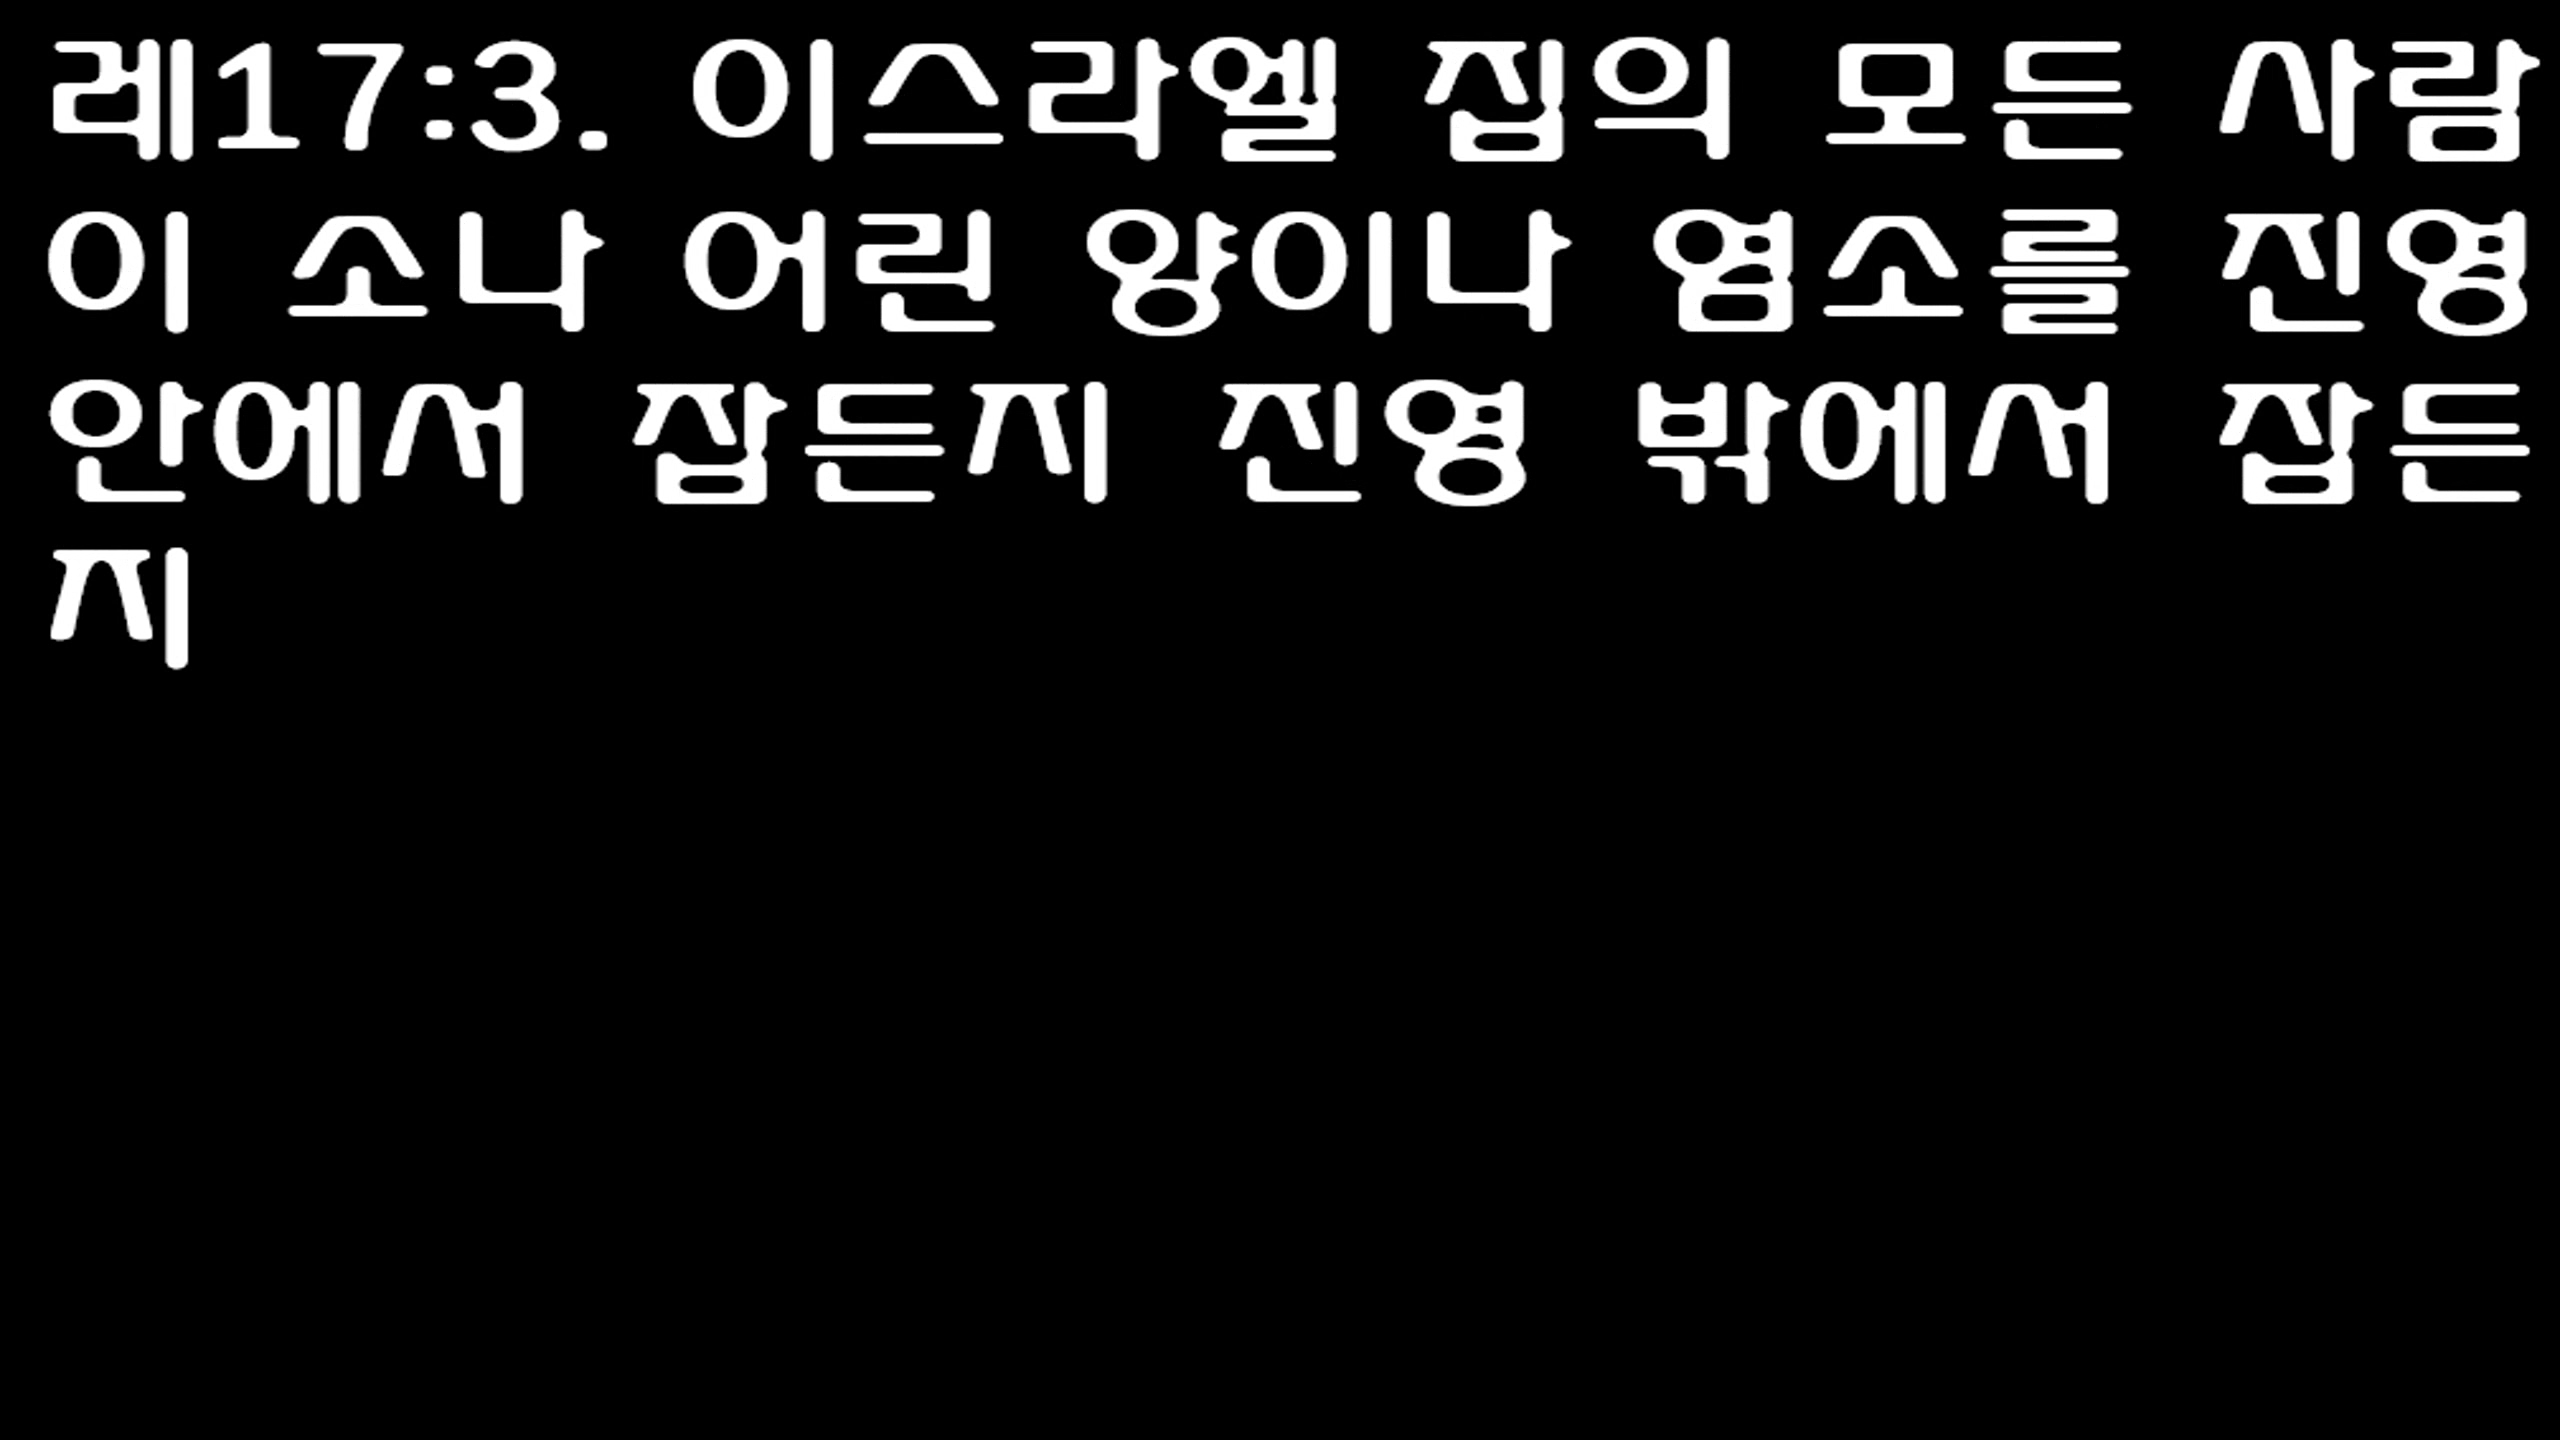 레17:3. 이스라엘 집의 모든 사람
이 소나 어린 양이나 염소를 진영
안에서 잡든지 진영 밖에서 잡든
지